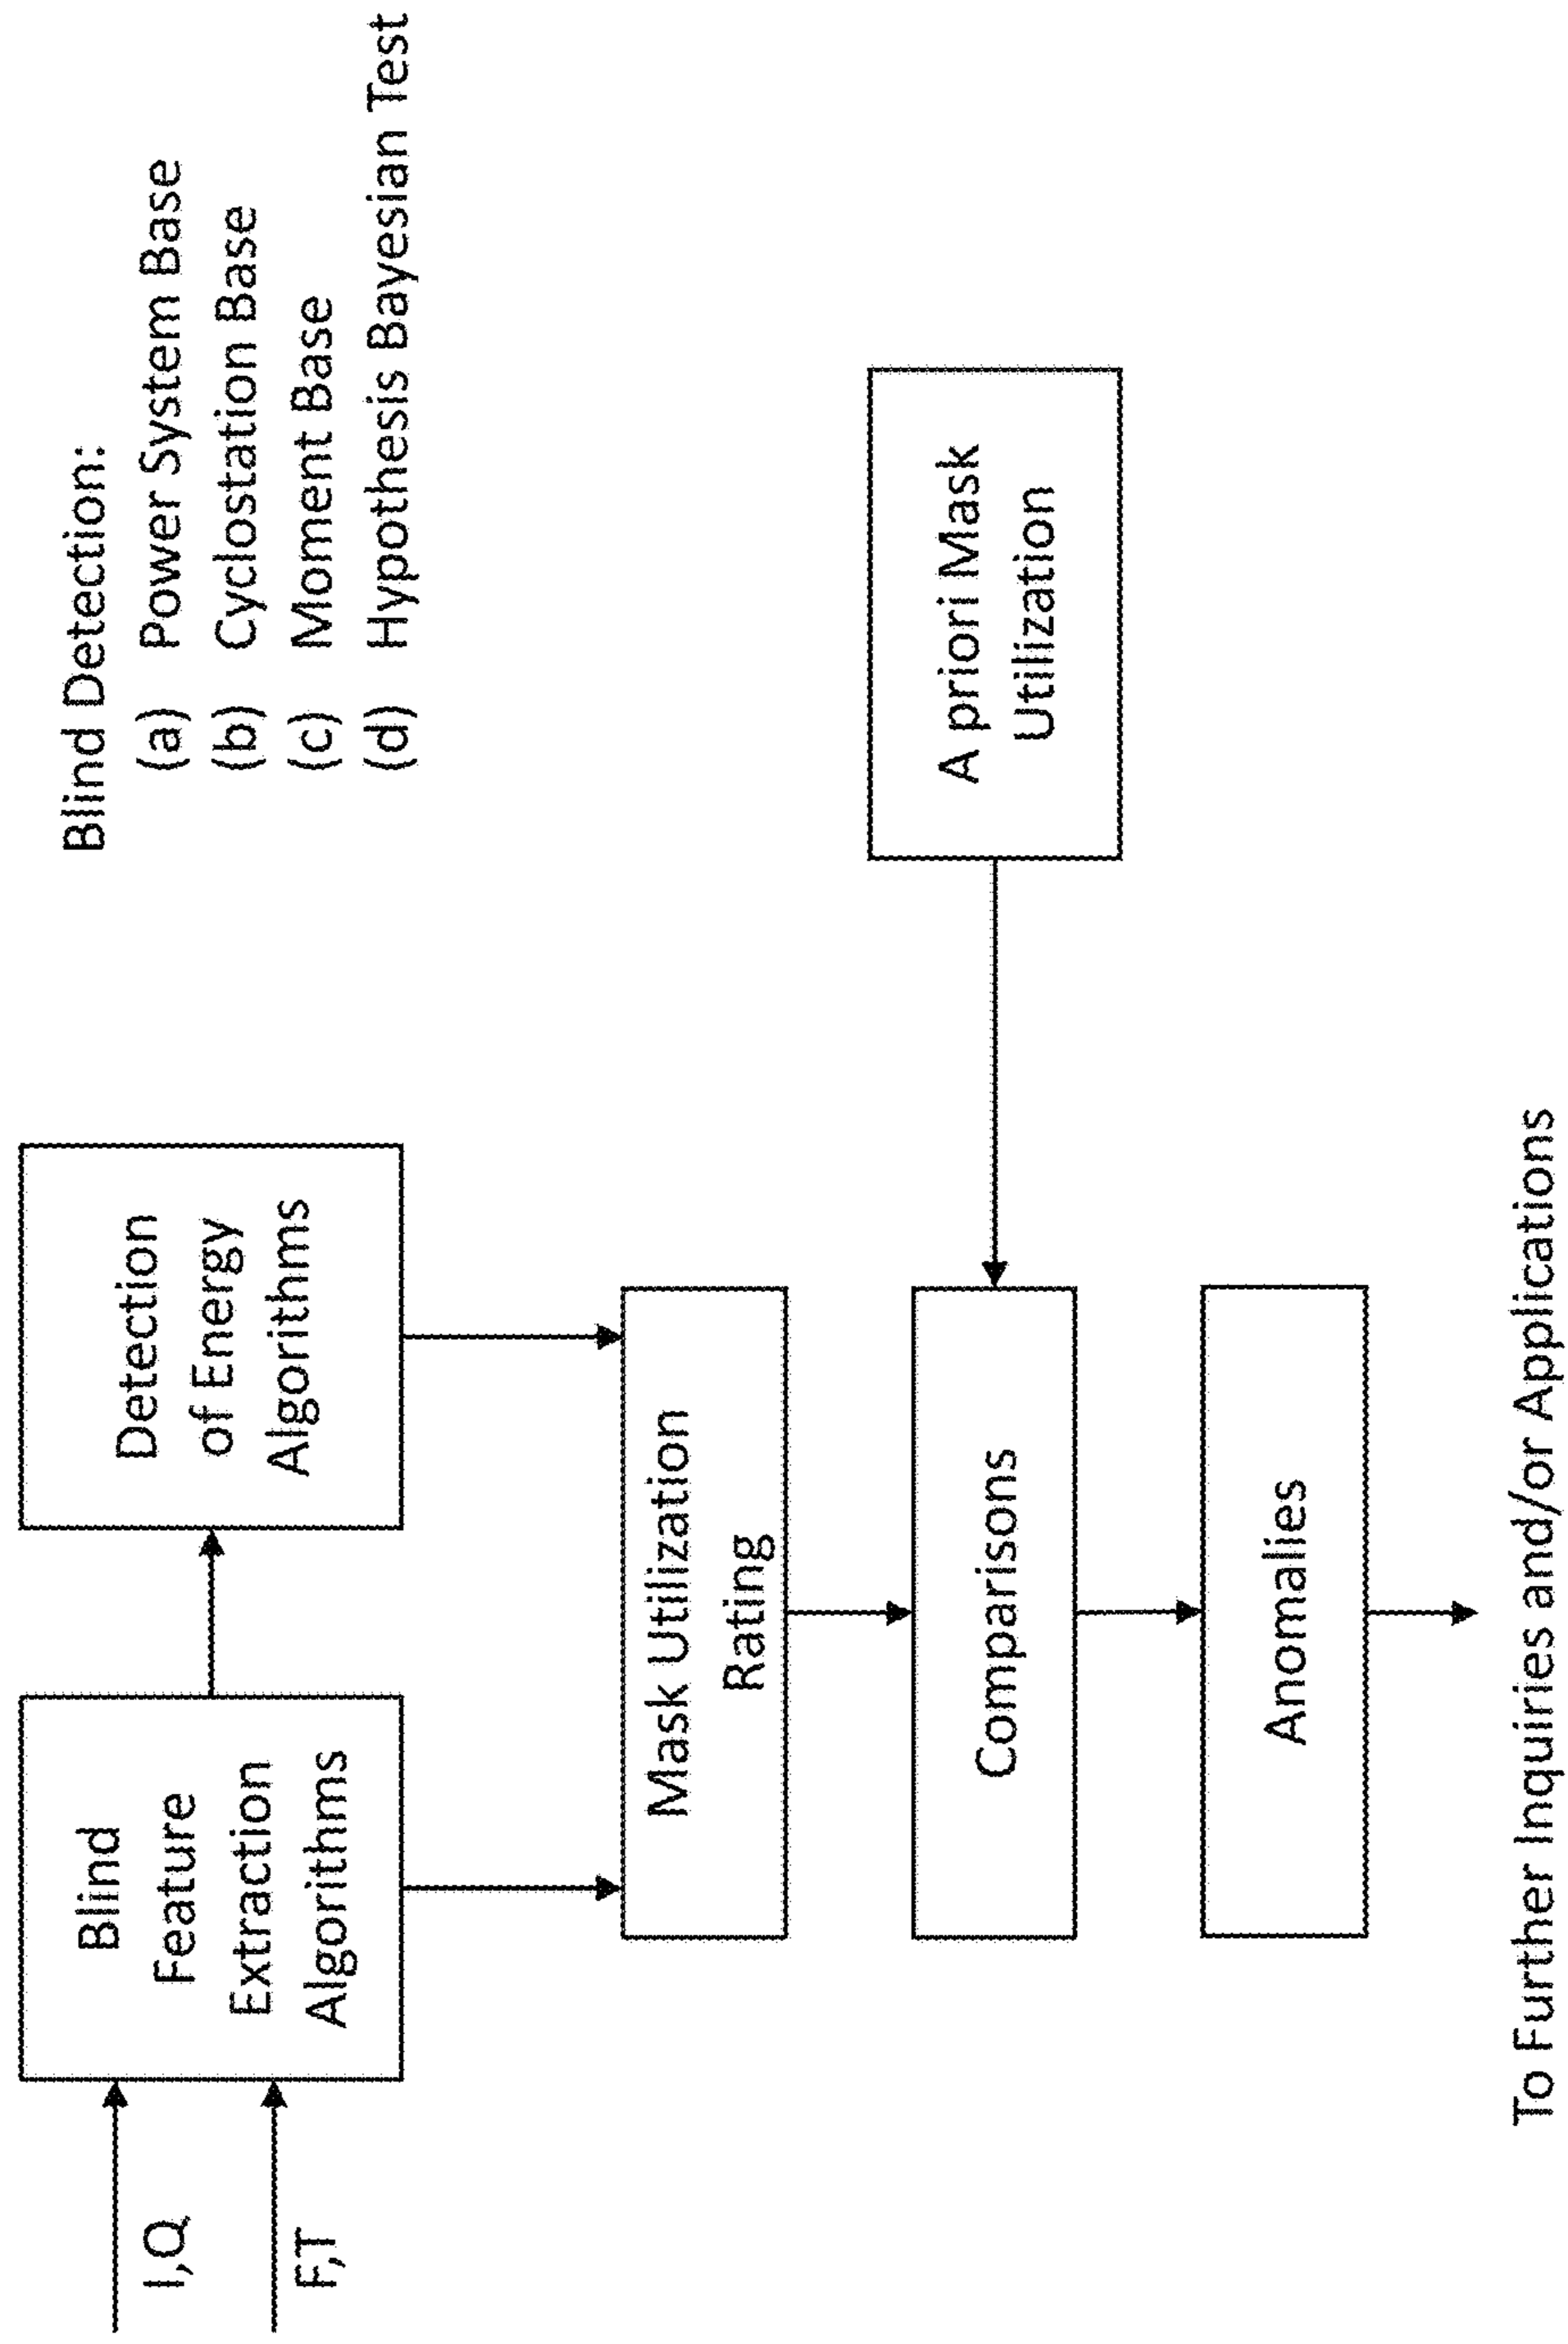 I,Q
F,T
Blind
Feature
Extraction
Algorithms
Detection
of Energy
Algorithms
Blind Detection:
(a) Power System Base
(b) Cyclostation Base
(c) Moment Base
(d) Hypothesis Bayesian Test
Mask Utilization
Rating
Comparisons
A priori Mask
Utilization
Anomalies
To Further Inquiries and/or Applications